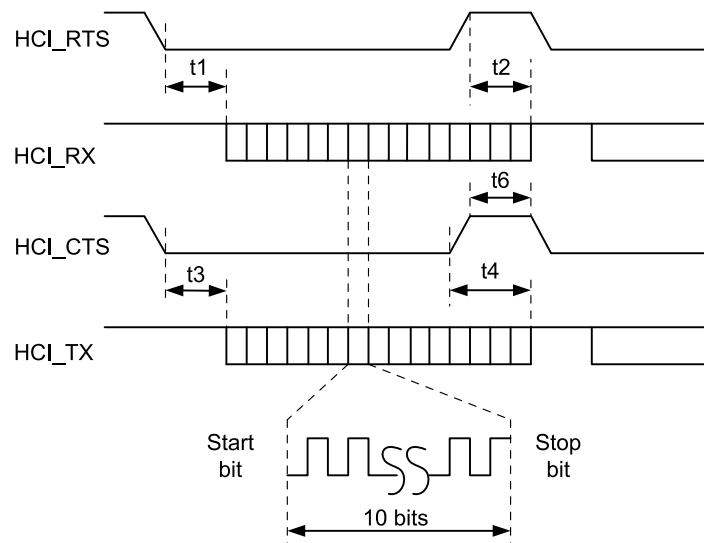 HCI_RTS
t1
t2
HCI_RX
t6
HCI_CTS
t3
t4
HCI_TX
Start
bit
Stop
bit
10 bits